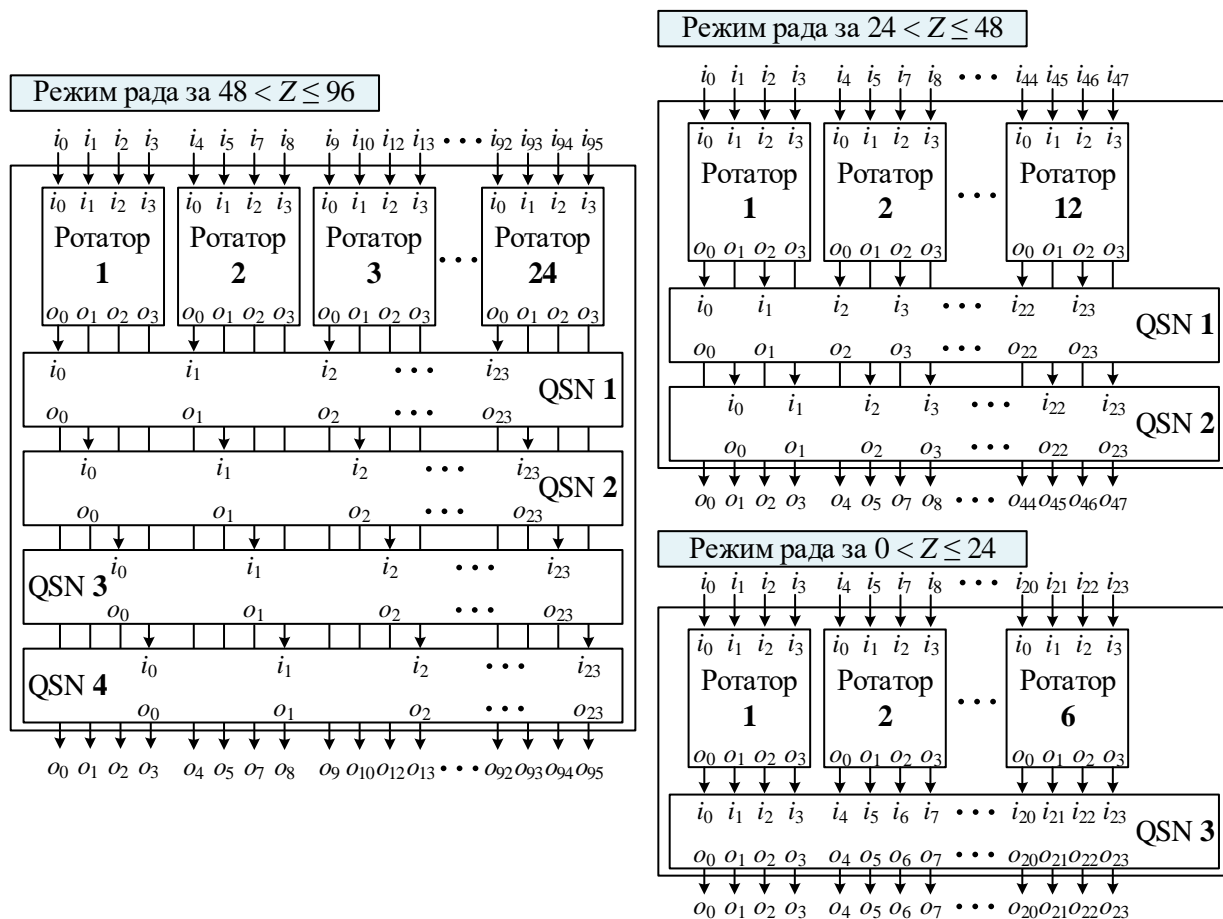 Режим рада за 48 < Z ≤ 96
i0 i1 i2 i3 i4 i5 i7 i8 i9 i10 i12 i13 • • • i92 i93 i94 i95
i0 i1 i2 i3 i0 i1 i2 i3 i0 i1 i2 i3 i0 i1 i2 i3
Ротатор Ротатор Ротатор Ротатор
1 2 3 • • • 24
o0 o1 o2 o3 o0 o1 o2 o3 o0 o1 o2 o3 o0 o1 o2 o3
i0 i1 i2 • • • i23
QSN 1
o0 o1 o2 • • • o23
i0 i1 i2 • • • i23
QSN 2
o0 o1 o2 • • • o23
i0 i1 i2 • • • i23
QSN 3
o0 o1 o2 • • • o23
i0 i1 i2 • • • i23
QSN 4
o0 o1 o2 • • • o23
o0 o1 o2 o3 o4 o5 o7 o8 o9 o10 o12 o13 • • • o92 o93 o94 o95
Режим рада за 24 < Z ≤ 48
i0 i1 i2 i3 i4 i5 i7 i8 • • • i44 i45 i46 i47
i0 i1 i2 i3 i0 i1 i2 i3 i0 i1 i2 i3
Ротатор Ротатор Ротатор
1 2 • • • 12
o0 o1 o2 o3 o0 o1 o2 o3 o0 o1 o2 o3
i0 i1 i2 i3 • • • i22 i23
QSN 1
o0 o1 o2 o3 • • • o22 o23
i0 i1 i2 i3 • • • i22 i23
QSN 2
o0 o1 o2 o3 • • • o22 o23
o0 o1 o2 o3 o4 o5 o7 o8 • • • o44 o45 o46 o47
Режим рада за 0 < Z ≤ 24
i0 i1 i2 i3 i4 i5 i7 i8 • • • i20 i21 i22 i23
i0 i1 i2 i3 i0 i1 i2 i3 i0 i1 i2 i3
Ротатор Ротатор Ротатор
1 2 • • • 6
o0 o1 o2 o3 o0 o1 o2 o3 o0 o1 o2 o3
i0 i1 i2 i3 i4 i5 i6 i7 • • • i20 i21 i22 i23
QSN 3
o0 o1 o2 o3 o4 o5 o6 o7 • • • o20 o21 o22 o23
o0 o1 o2 o3 o4 o5 o6 o7 • • • o20 o21 o22 o23